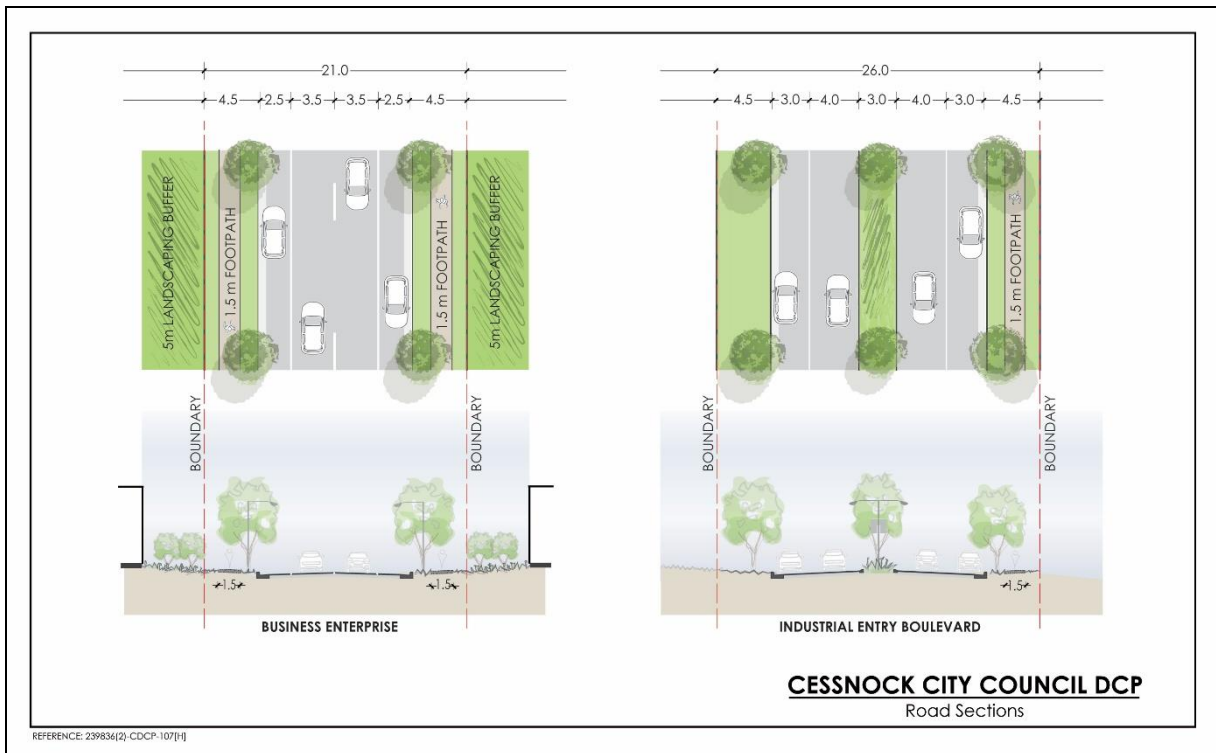 21.0
4.5 2.5 3.5 3.5 2.5 4.5
5m LANDSCAPING BUFFER
1.5 m FOOTPATH
1.5 m FOOTPATH
5m LANDSCAPING BUFFER
BOUNDARY
BOUNDARY
1.5
1.5
BUSINESS ENTERPRISE
26.0
4.5 3.0 4.0 3.0 4.0 3.0 4.5
1.5 m FOOTPATH
BOUNDARY
BOUNDARY
1.5
INDUSTRIAL ENTRY BOULEVARD
CESSNOCK CITY COUNCIL DCP
Road Sections
REFERENCE: 239836(2)-CDCP-107[H]